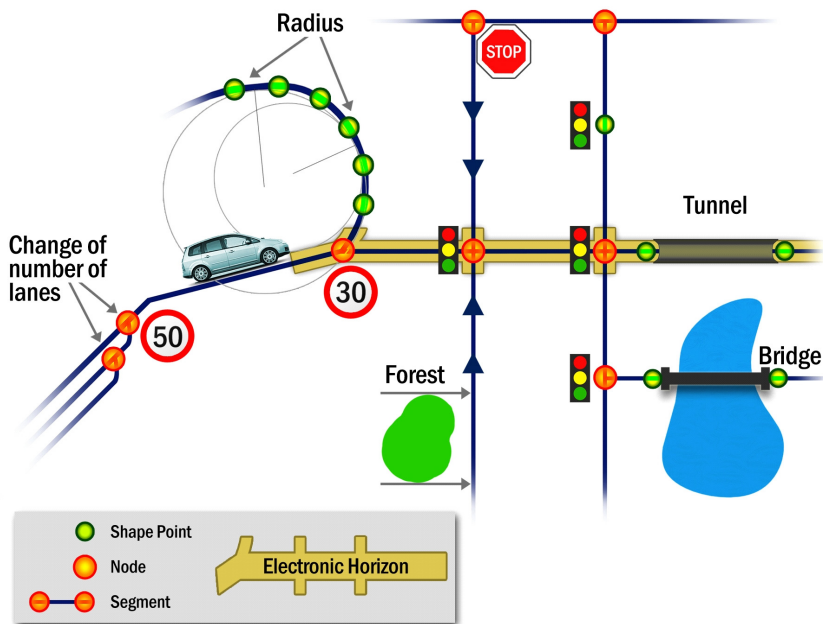 Radius
STOP
Tunnel
Change of
number of
lanes
30
50
Bridge
Forest
Shape Point
Node
Segment
Electronic Horizon